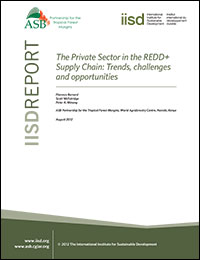 ASB
Partnership for the
Tropical Forest
Margins
iisd
International
Institute for
Sustainable
Development
Institut
international du
développement
durable
IISDREPORT
The Private Sector in the REDD+
Supply Chain: Trends, challenges
and opportunities
Florence Bernard
Scott McFatridge
Peter A. Minang
ASB Partnership for the Tropical Forest Margins, World Agroforestry Centre, Nairobi, Kenya
August 2012
www.iisd.org
www.asb.cgiar.org
© 2012 The International Institute for Sustainable Development